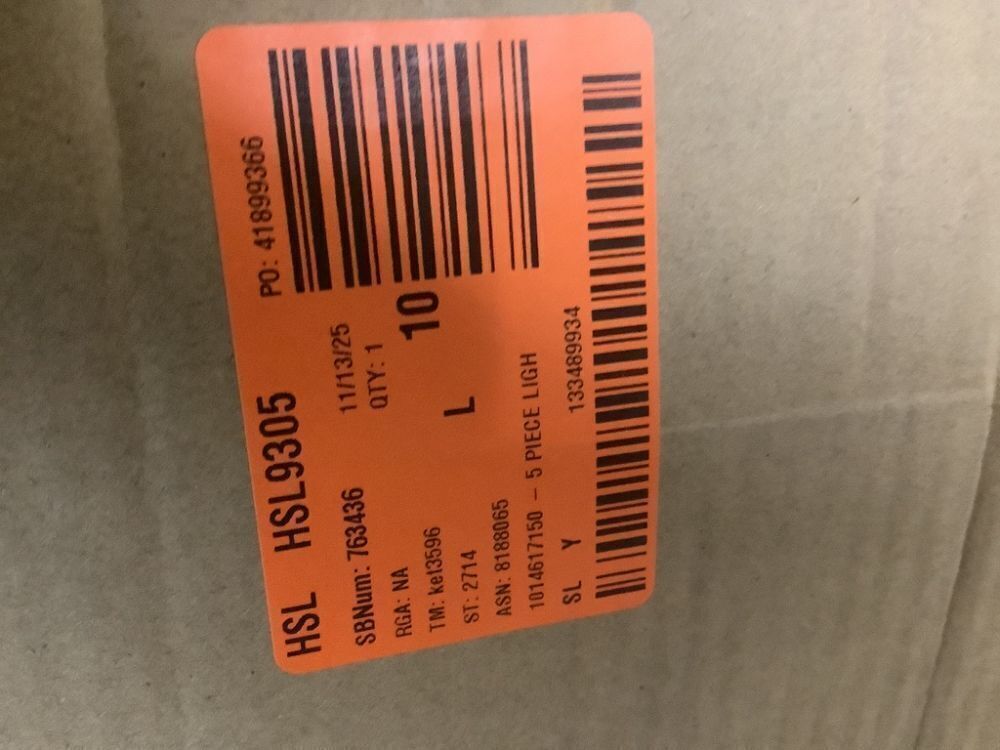 HSL HSL9305 PO: 41899366
SBNum: 763436 11/13/25
RGA: NA QTY: 1
TM: kel3596 10
ST: 2714 L
ASN: 8188065
1014617150 - 5 PIECE LIGH
SL Y 133489934